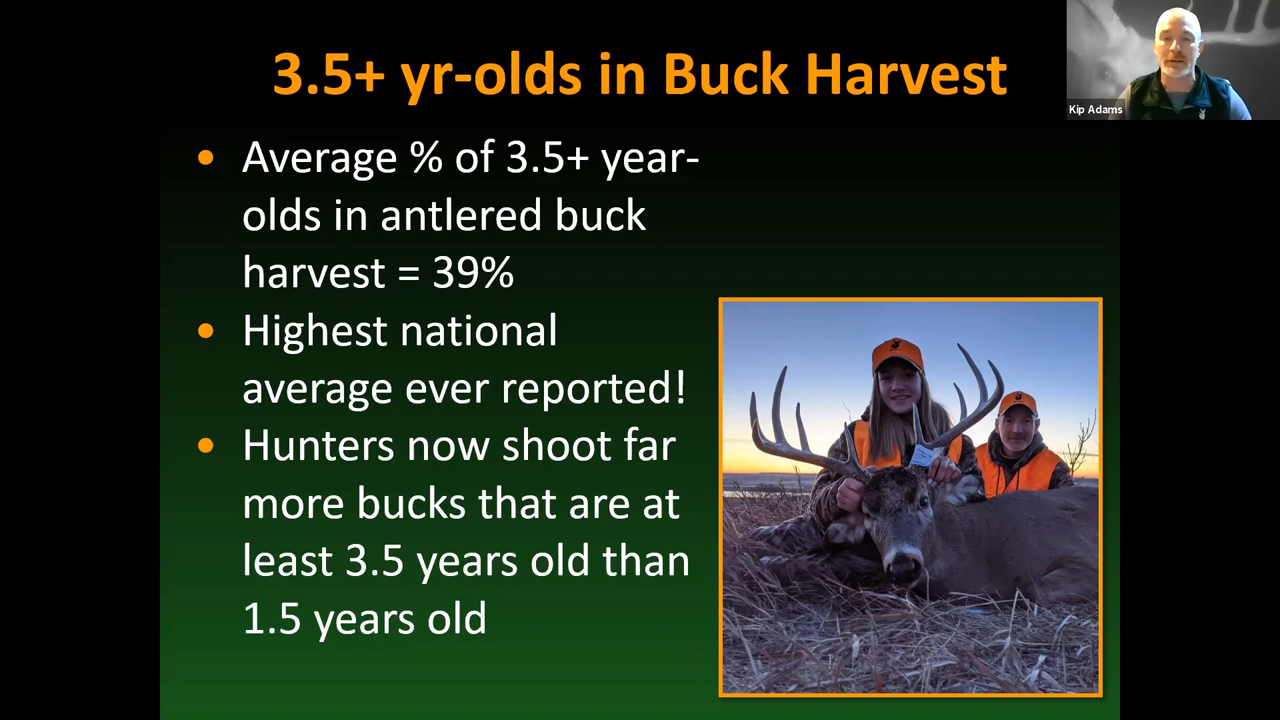 3.5+ yr-olds in Buck Harvest
Kip Adams
• Average % of 3.5+ year-
olds in antlered buck
harvest = 39%
• Highest national
average ever reported!
• Hunters now shoot far
more bucks that are at
least 3.5 years old than
1.5 years old